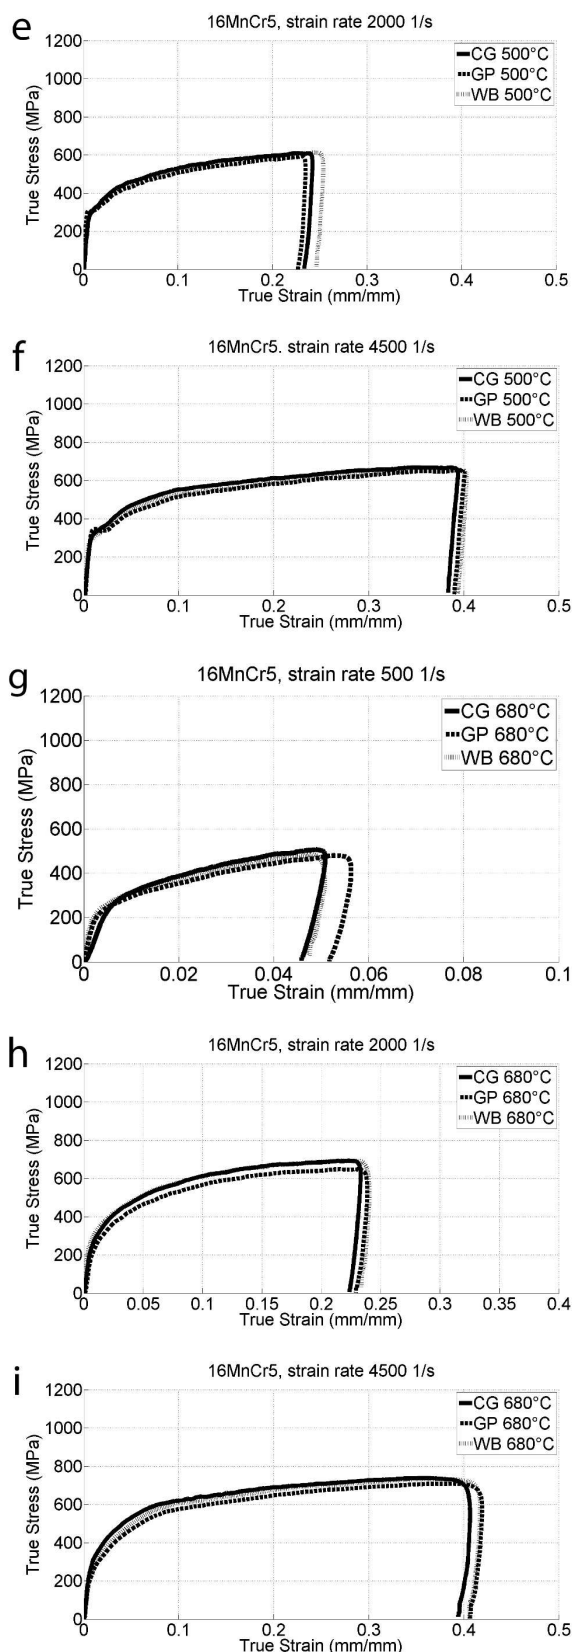 e
16MnCr5, strain rate 2000 1/s
1200
1000
800
600
400
200
0
True Stress (MPa)
CG 500°C
GP 500°C
WB 500°C
0 0.1 0.2 0.3 0.4 0.5
True Strain (mm/mm)
f
16MnCr5. strain rate 4500 1/s
1200
1000
800
600
400
200
0
True Stress (MPa)
CG 500°C
GP 500°C
WB 500°C
0 0.1 0.2 0.3 0.4 0.5
True Strain (mm/mm)
g
16MnCr5, strain rate 500 1/s
1200
1000
800
600
400
200
0
True Stress (MPa)
CG 680°C
GP 680°C
WB 680°C
0 0.02 0.04 0.06 0.08 0.1
True Strain (mm/mm)
h
16MnCr5, strain rate 2000 1/s
1200
1000
800
600
400
200
0
True Stress (MPa)
CG 680°C
GP 680°C
WB 680°C
0 0.05 0.1 0.15 0.2 0.25 0.3 0.35 0.4
True Strain (mm/mm)
i
16MnCr5, strain rate 4500 1/s
1200
1000
800
600
400
200
0
True Stress (MPa)
CG 680°C
GP 680°C
WB 680°C
0 0.1 0.2 0.3 0.4 0.5
True Strain (mm/mm)